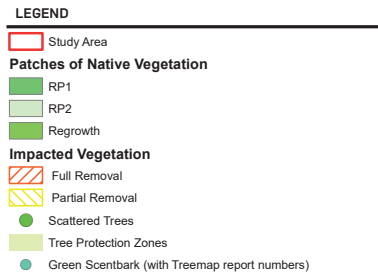 LEGEND
Study Area
Patches of Native Vegetation
RP1
RP2
Regrowth
Impacted Vegetation
Full Removal
Partial Removal
Scattered Trees
Tree Protection Zones
Green Scentbark (with Treemap report numbers)